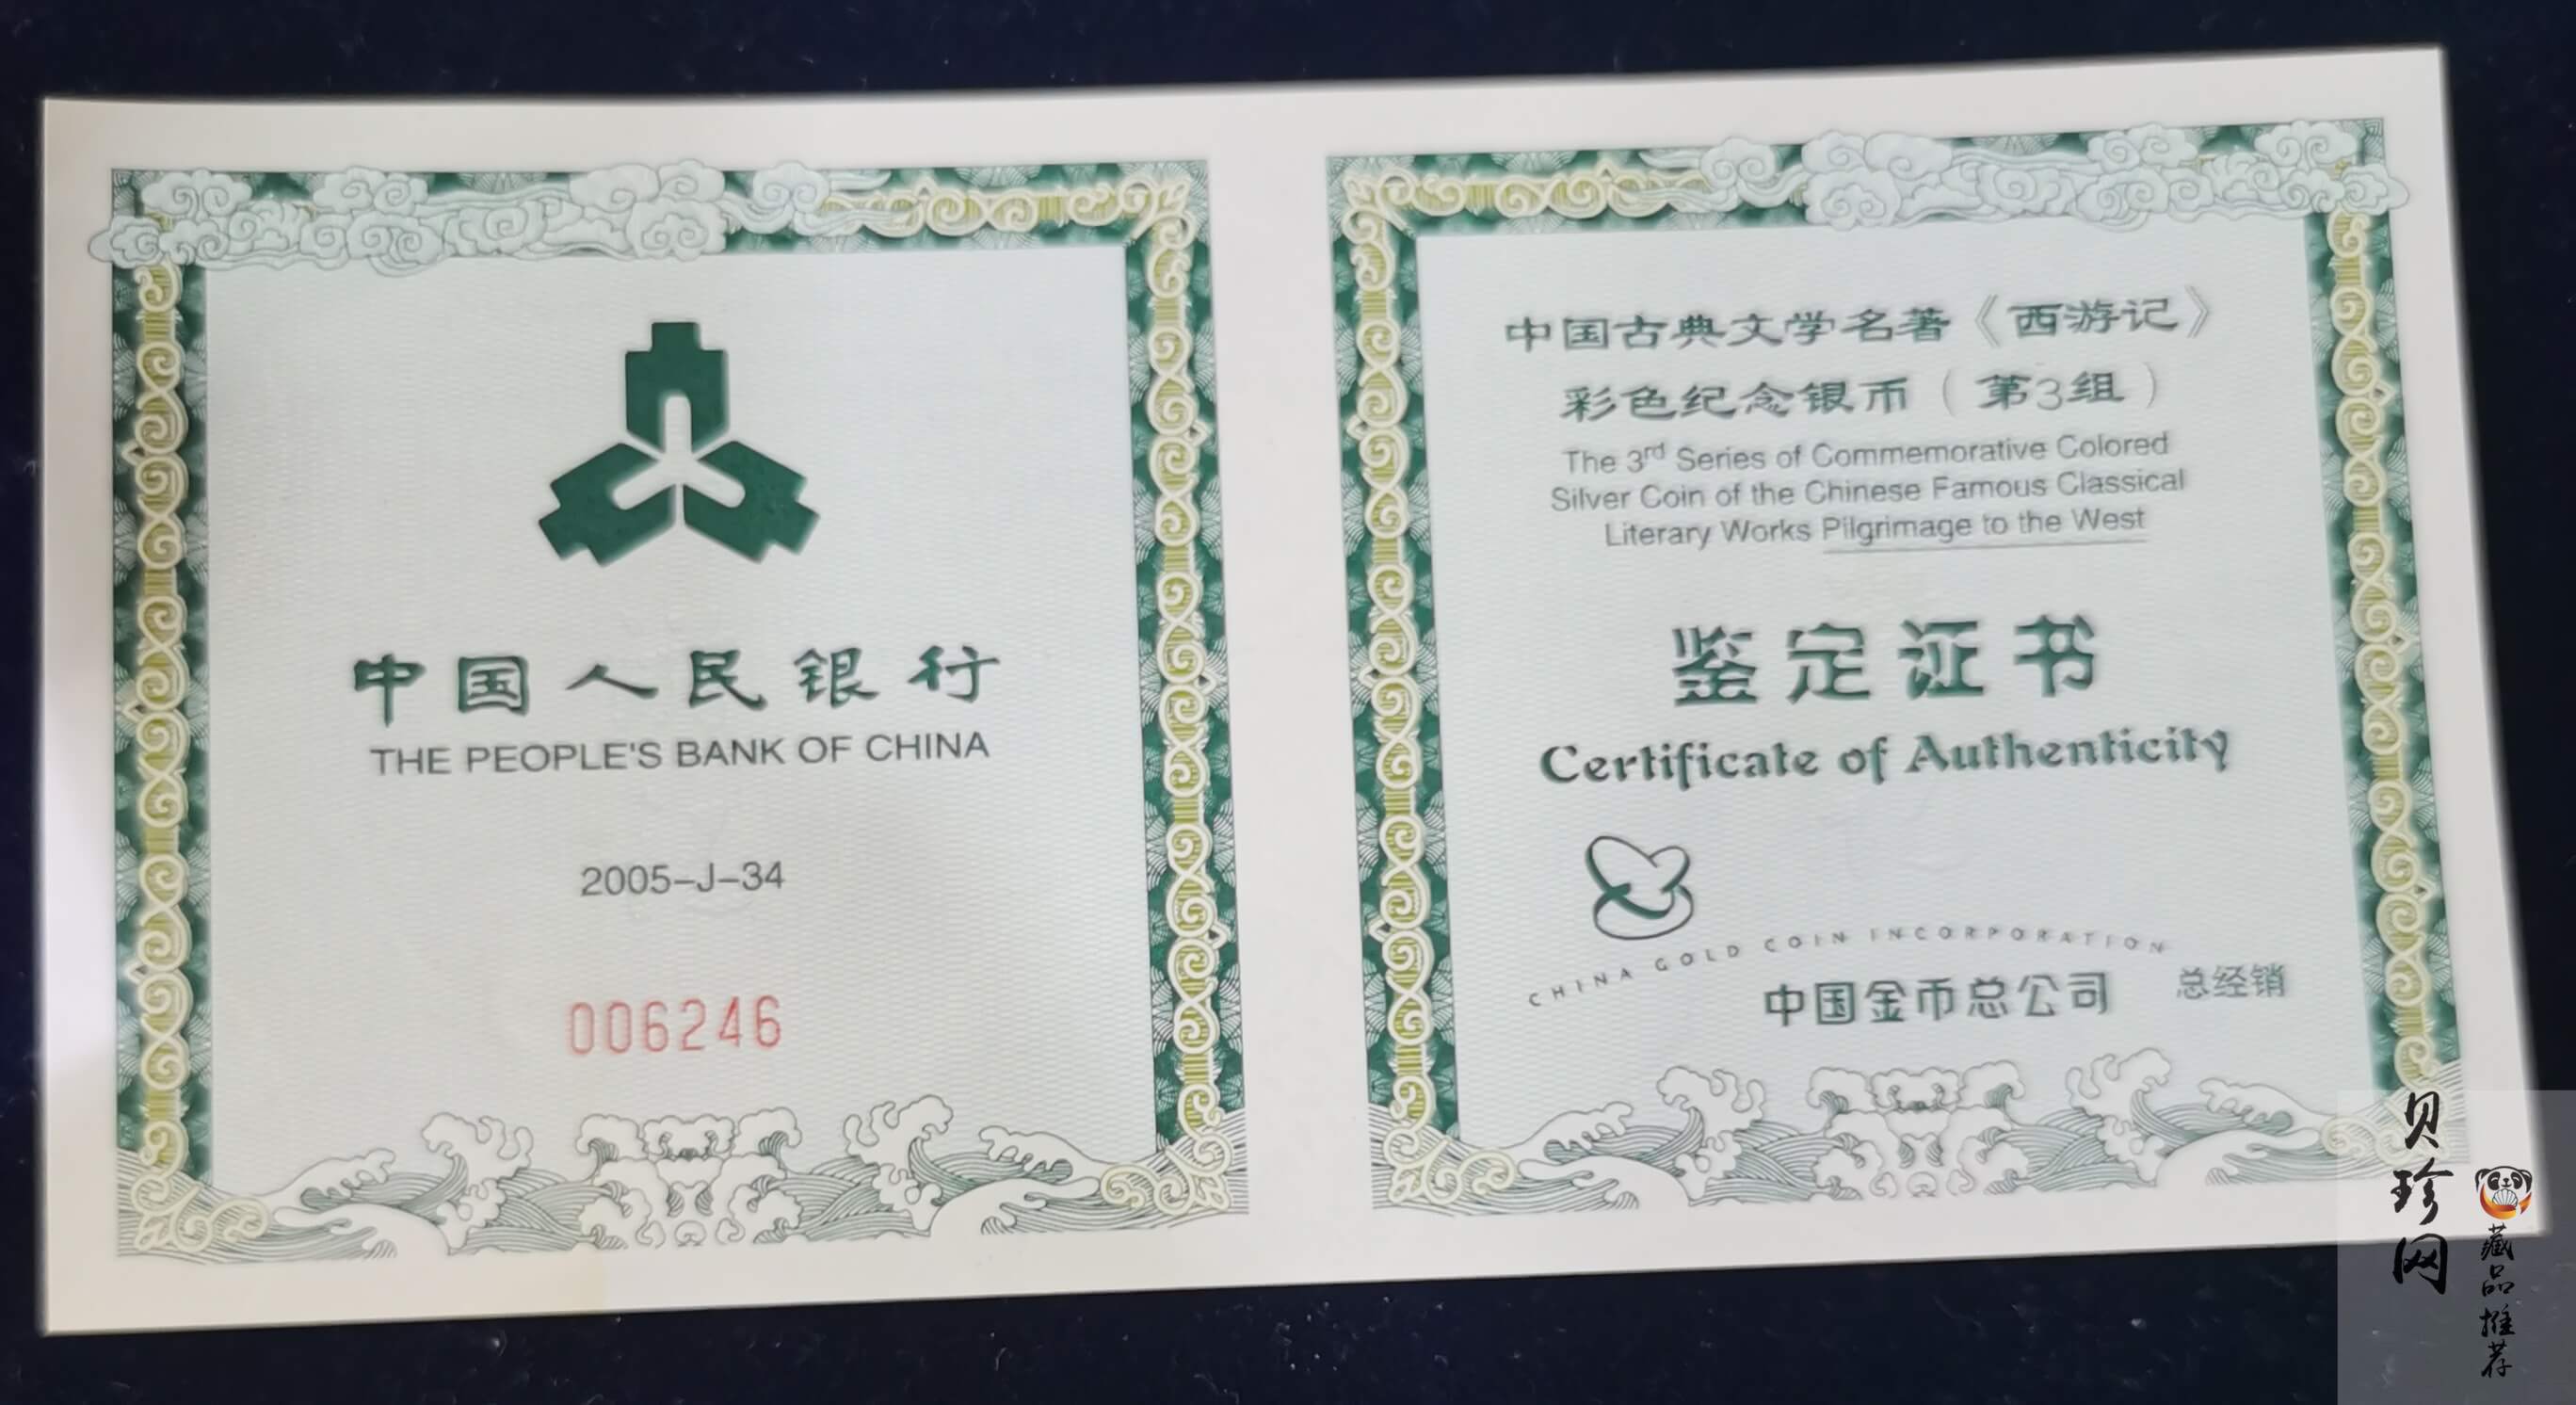 中国人民银行
THE PEOPLE'S BANK OF CHINA
2005-J-34
006246
中国古典文学名著《西游记》
彩色纪念银币（第3组）
The 3rd Series of Commemorative Colored
Silver Coin of the Chinese Famous Classical
Literary Works Pilgrimage to the West
鉴定证书
Certificate of Authenticity
CHINA GOLD COIN INCORPORATION
中国金币总公司 总经销
贝珍网
藏品推荐